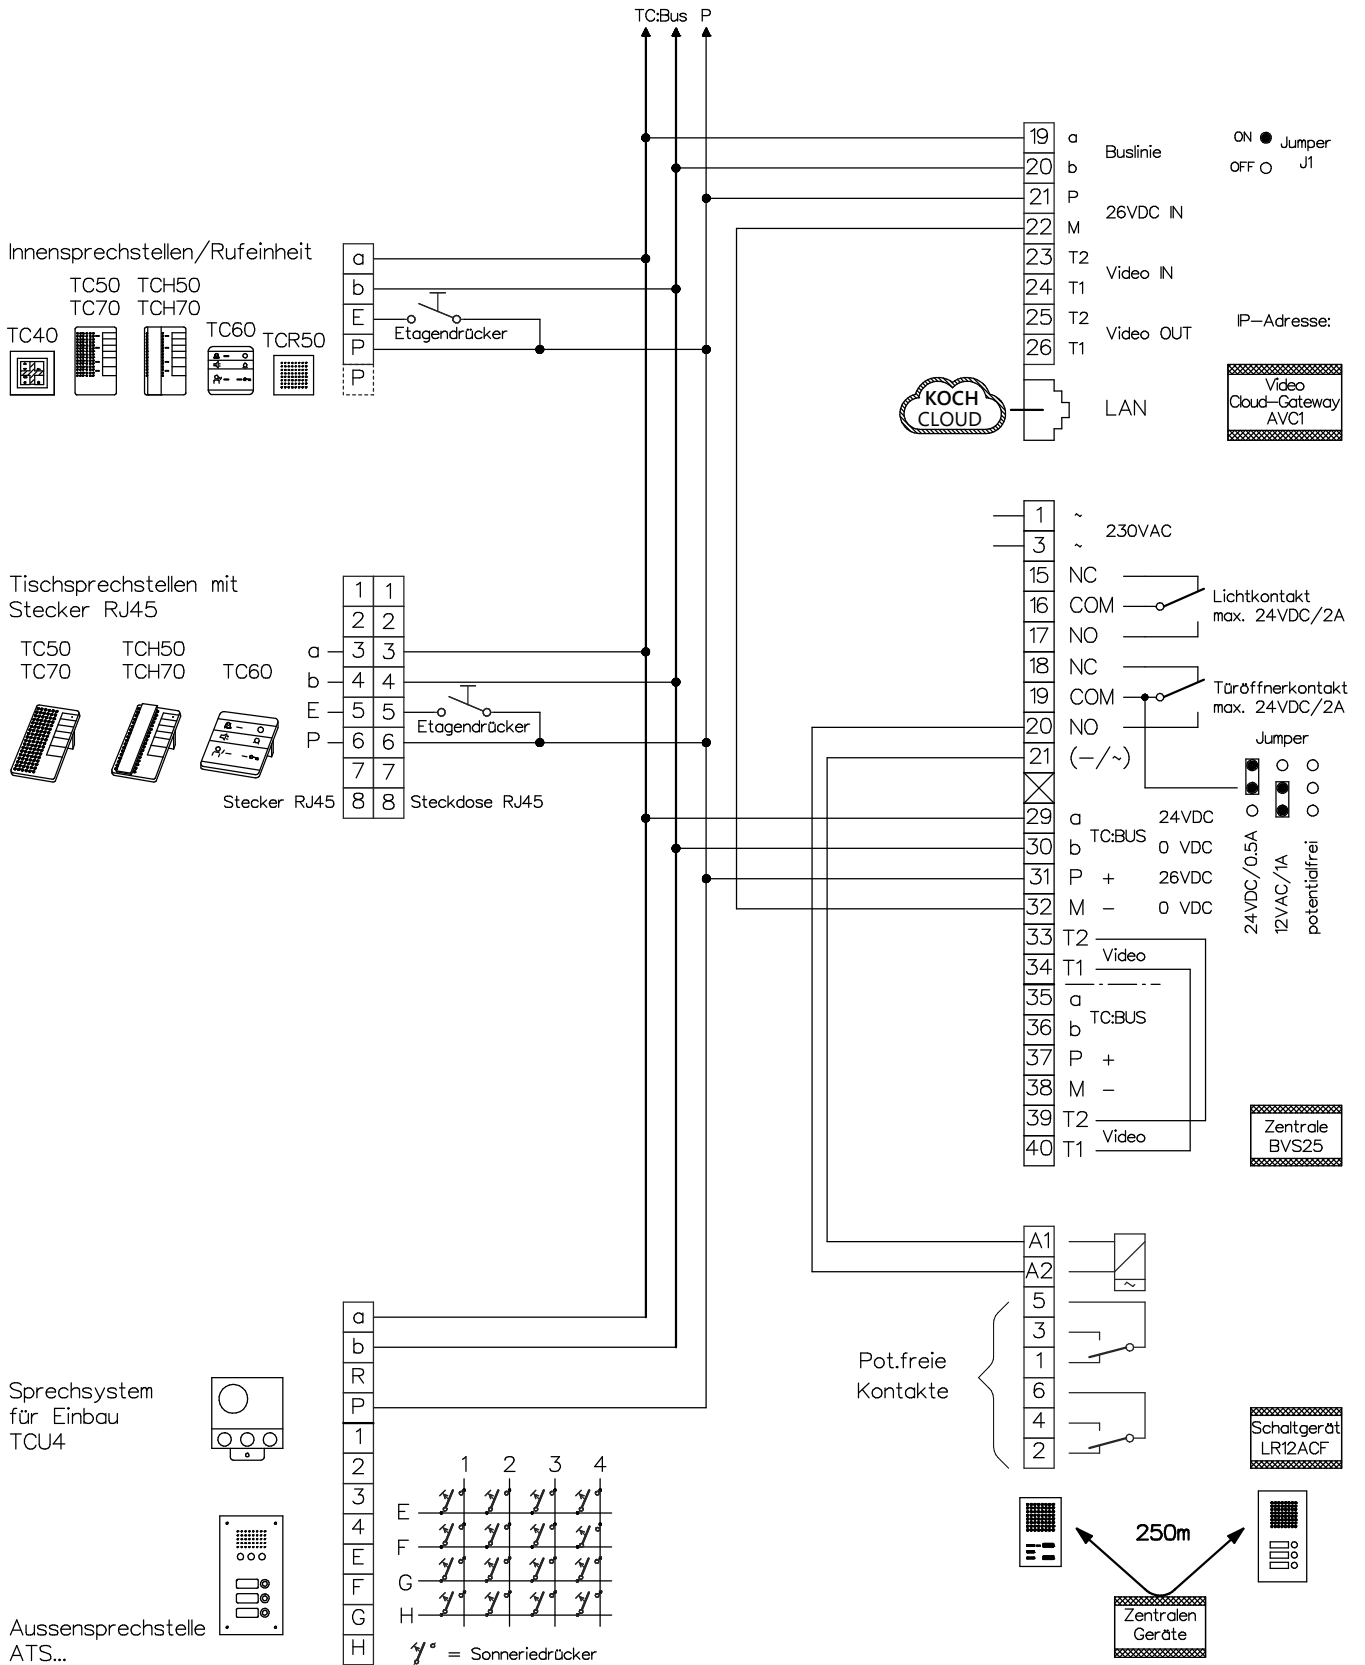 TC:Bus P
19 a
20 b
Buslinie
21 P
22 M
26VDC IN
23 T2
24 T1
Video IN
25 T2
26 T1
Video OUT
LAN
KOCH
CLOUD
ON
OFF
Jumper
J1
IP-Adresse:
Video
Cloud-Gateway
AVC1
Innensprechstellen/Rufeinheit
TC50 TCH50
TC70 TCH70
TC40
TC60
TCR50
a
b
E
P
P
Etagendrücker
1 ~
3 ~
230VAC
15 NC
16 COM
17 NO
Lichtkontakt
max. 24VDC/2A
18 NC
19 COM
20 NO
Türöffnerkontakt
max. 24VDC/2A
21 (-/~)
Jumper
24VDC/0.5A
12VAC/1A
potentialfrei
29 a 24VDC
30 b 0 VDC
TC:BUS
31 P + 26VDC
32 M - 0 VDC
33 T2
34 T1
Video
35 a
36 b
TC:BUS
37 P +
38 M -
39 T2
40 T1
Video
Zentrale
BVS25
Tischsprechstellen mit
Stecker RJ45
TC50 TCH50
TC70 TCH70 TC60
1 1
2 2
a 3 3
b 4 4
E 5 5
P 6 6
7 7
8 8
Etagendrücker
Stecker RJ45
Steckdose RJ45
A1
A2
~
5
3
1
6
4
2
Pot.freie
Kontakte
Schaltgerät
LR12ACF
250m
Zentralen
Geräte
Sprechsystem
für Einbau
TCU4
Aussensprechstelle
ATS...
a
b
R
P
1
2
3
4
E
F
G
H
1 2 3 4
E
F
G
H
= Sonneriedrücker